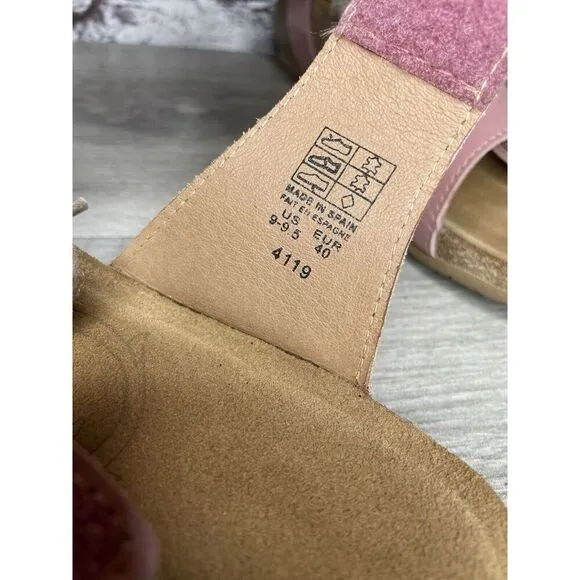 MADE IN SPAIN
FAIT EN ESPAGNE
US EUR
9-9.5 40
4119